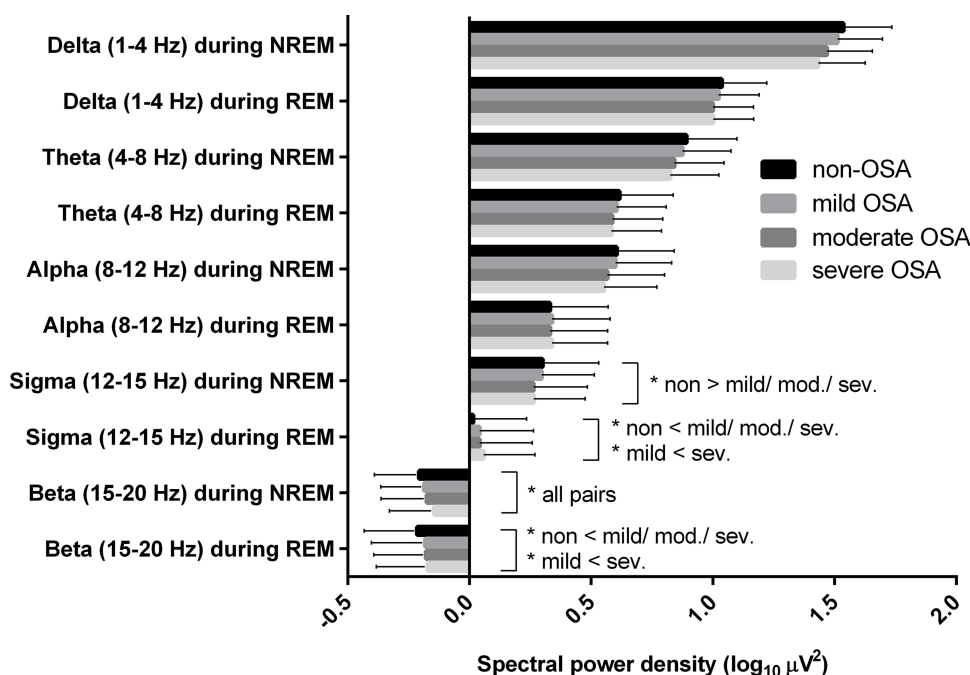 Delta (1-4 Hz) during NREM
Delta (1-4 Hz) during REM
Theta (4-8 Hz) during NREM
Theta (4-8 Hz) during REM
Alpha (8-12 Hz) during NREM
Alpha (8-12 Hz) during REM
Sigma (12-15 Hz) during NREM
Sigma (12-15 Hz) during REM
Beta (15-20 Hz) during NREM
Beta (15-20 Hz) during REM
non-OSA
mild OSA
moderate OSA
severe OSA
* non > mild/ mod./ sev.
* non < mild/ mod./ sev.
* mild < sev.
* all pairs
* non < mild/ mod./ sev.
* mild < sev.
-0.5
0.0
0.5
1.0
1.5
2.0
Spectral power density (log₁₀ μV²)